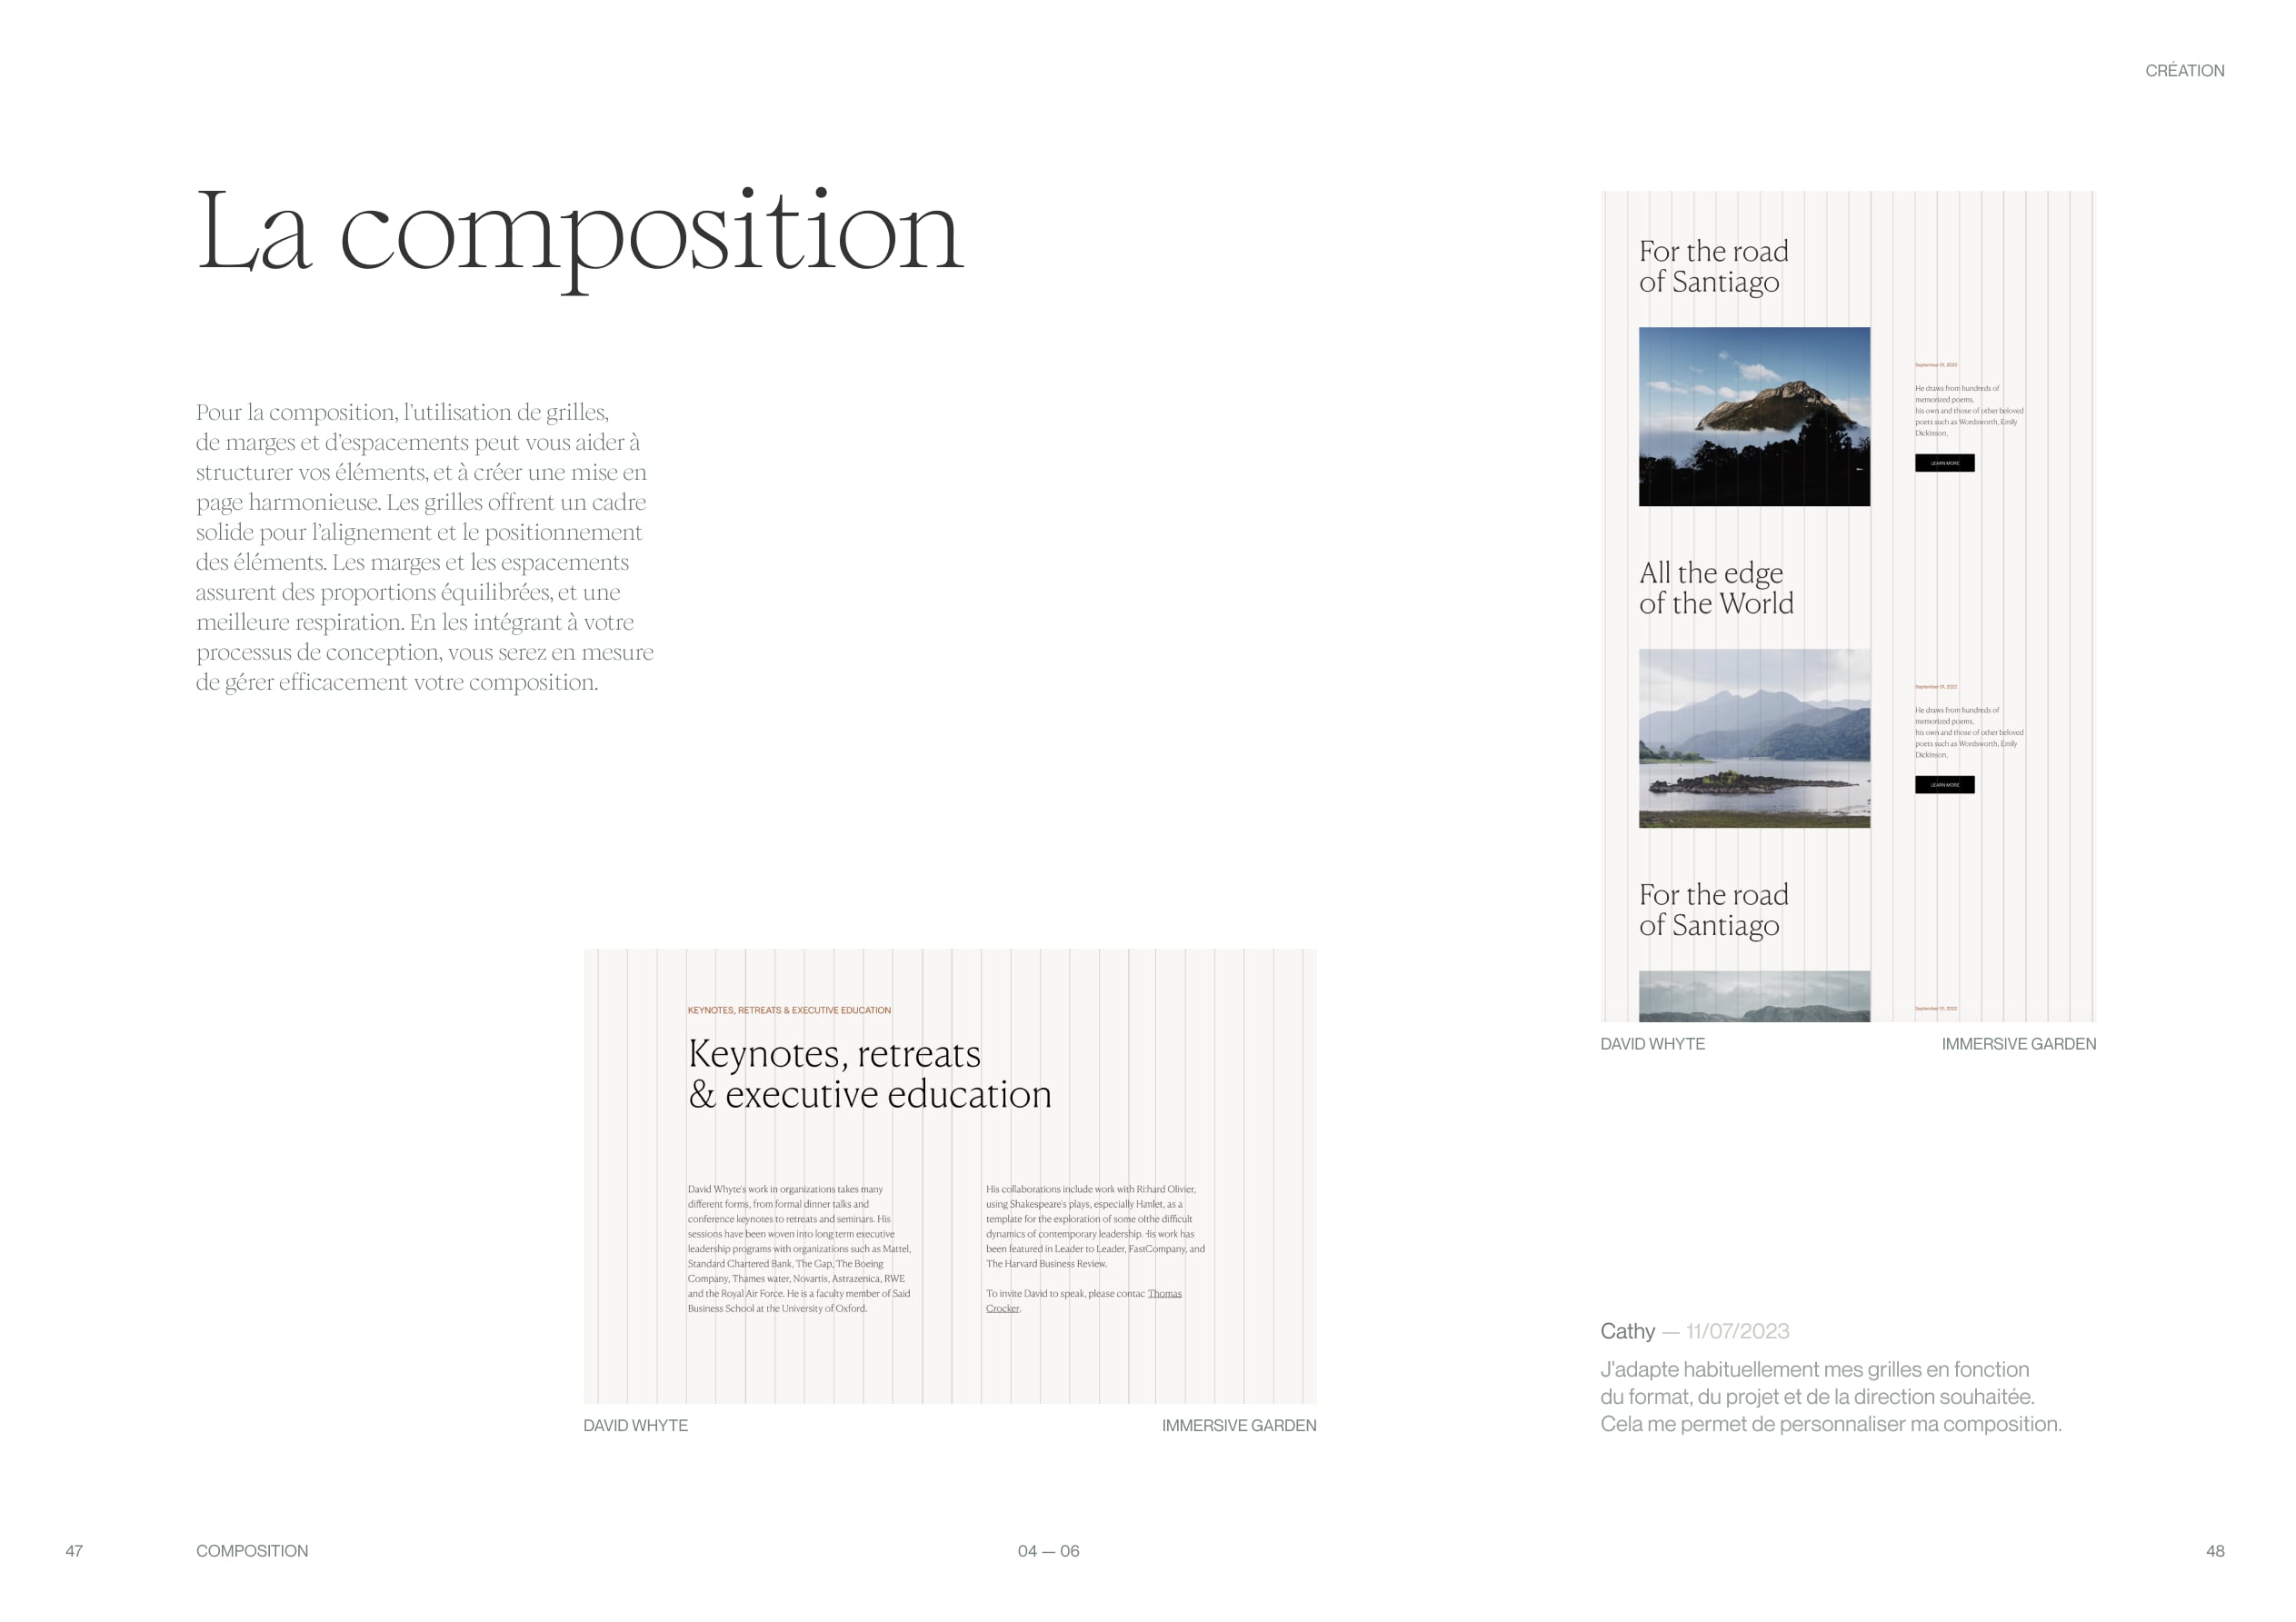 CRÉATION
La composition
Pour la composition, l’utilisation de grilles,
de marges et d’espacements peut vous aider à
structurer vos éléments, et à créer une mise en
page harmonieuse. Les grilles offrent un cadre
solide pour l’alignement et le positionnement
des éléments. Les marges et les espacements
assurent des proportions équilibrées, et une
meilleure respiration. En les intégrant à votre
processus de conception, vous serez en mesure
de gérer efficacement votre composition.
KEYNOTES, RETREATS & EXECUTIVE EDUCATION
Keynotes, retreats
& executive education
David Whyte's work in organizations takes many
different forms, from formal dinner talks and
conference keynotes to retreats and seminars. His
sessions have been woven into long term executive
leadership programs with organizations such as Mattel,
Standard Chartered Bank, The Gap, The Boeing
Company, Thames water, Novartis, Astrazenica, RWE
and the Royal Air Force. He is a faculty member of Said
Business School at the University of Oxford.
His collaborations include work with Richard Olivier,
using Shakespeare's plays, especially Hamlet, as a
template for the exploration of some of the difficult
dynamics of contemporary leadership. His work has
been featured in Leader to Leader, FastCompany, and
The Harvard Business Review.
To invite David to speak, please contac Thomas
Crocker.
DAVID WHYTE
IMMERSIVE GARDEN
For the road
of Santiago
September 01, 2022
He draws from hundreds of
memorized poems,
his own and those of other beloved
poets such as Wordsworth, Emily
Dickinson,
LEARN MORE
All the edge
of the World
September 01, 2022
He draws from hundreds of
memorized poems,
his own and those of other beloved
poets such as Wordsworth, Emily
Dickinson,
LEARN MORE
For the road
of Santiago
September 01, 2022
DAVID WHYTE
IMMERSIVE GARDEN
Cathy — 11/07/2023
J'adapte habituellement mes grilles en fonction
du format, du projet et de la direction souhaitée.
Cela me permet de personnaliser ma composition.
47
COMPOSITION
04 — 06
48